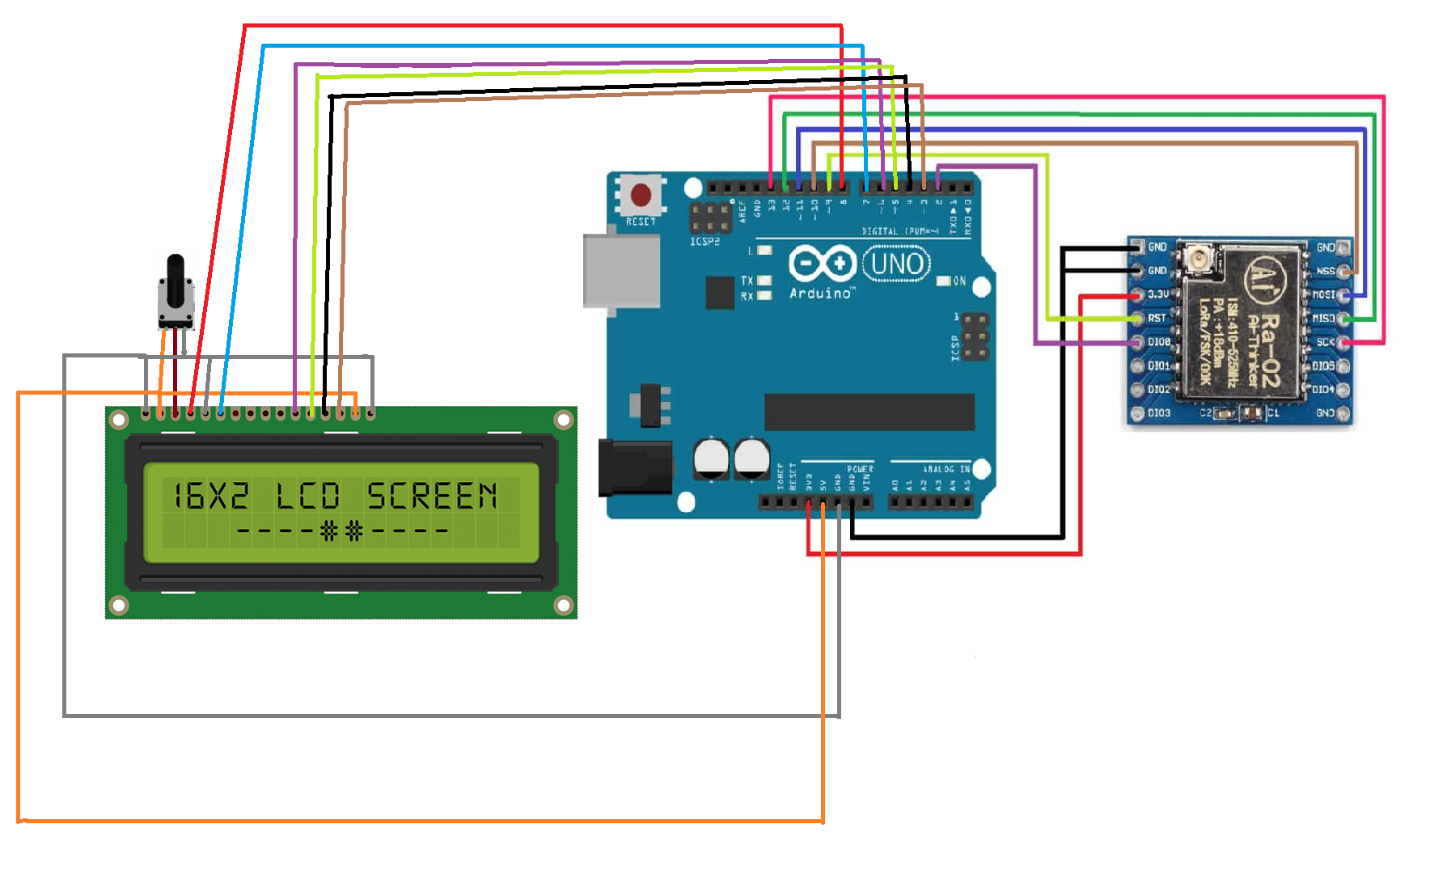 RESET
ICSP2
AREF
GND
13
12
~11
~10
~9
8
7
~6
~5
~4
~3
2
TX0▶1
RX0◀0
DIGITAL (PWM=~)
L
TX
RX
Arduino™
UNO
ON
1
ICSP
IOREF
RESET
3V3
5V
GND
GND
VIN
POWER
ANALOG IN
A0
A1
A2
A3
A4
A5
GND
GND
3.3V
RST
DIO0
DIO1
DIO2
DIO3
GND
NSS
MOSI
MISO
SCK
DIO5
DIO4
GND
Ai
Ra-02
Ai-Thinker
ISM:410-525MHz
PA :+18dBm
LoRa/FSK/OOK
C2
C1
16X2 LCD SCREEN
----##----